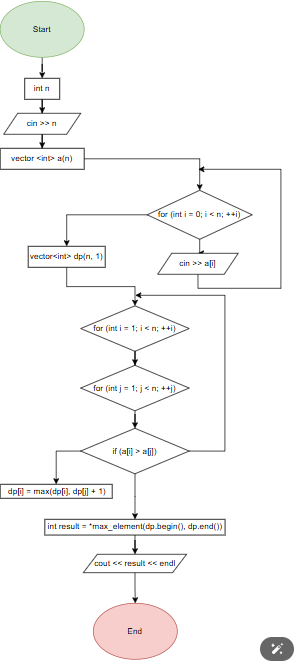 Start
int n
cin >> n
vector <int> a(n)
for (int i = 0; i < n; ++i)
cin >> a[i]
vector<int> dp(n, 1)
for (int i = 1; i < n; ++i)
for (int j = 1; j < n; ++j)
if (a[i] > a[j])
dp[i] = max(dp[i], dp[j] + 1)
int result = *max_element(dp.begin(), dp.end())
cout << result << endl
End